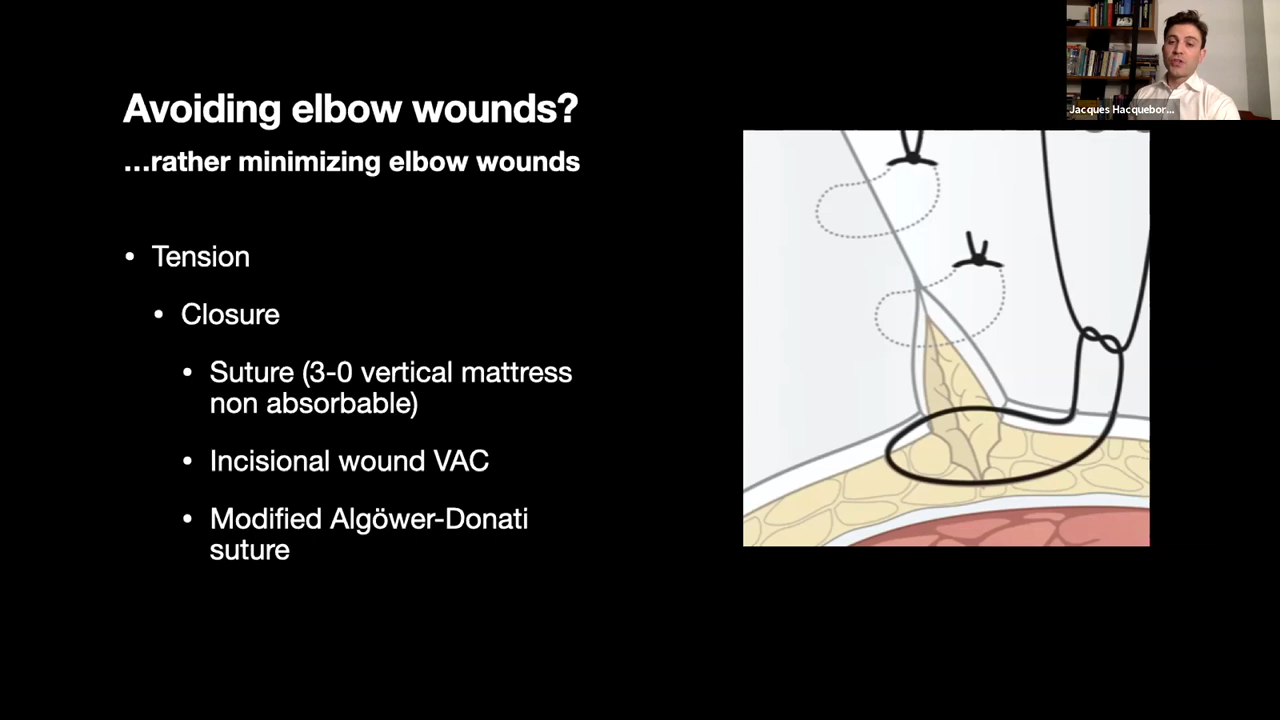 Avoiding elbow wounds?
...rather minimizing elbow wounds
• Tension
• Closure
• Suture (3-0 vertical mattress
non absorbable)
• Incisional wound VAC
• Modified Algöwer-Donati
suture
Jacques Hacquebor...